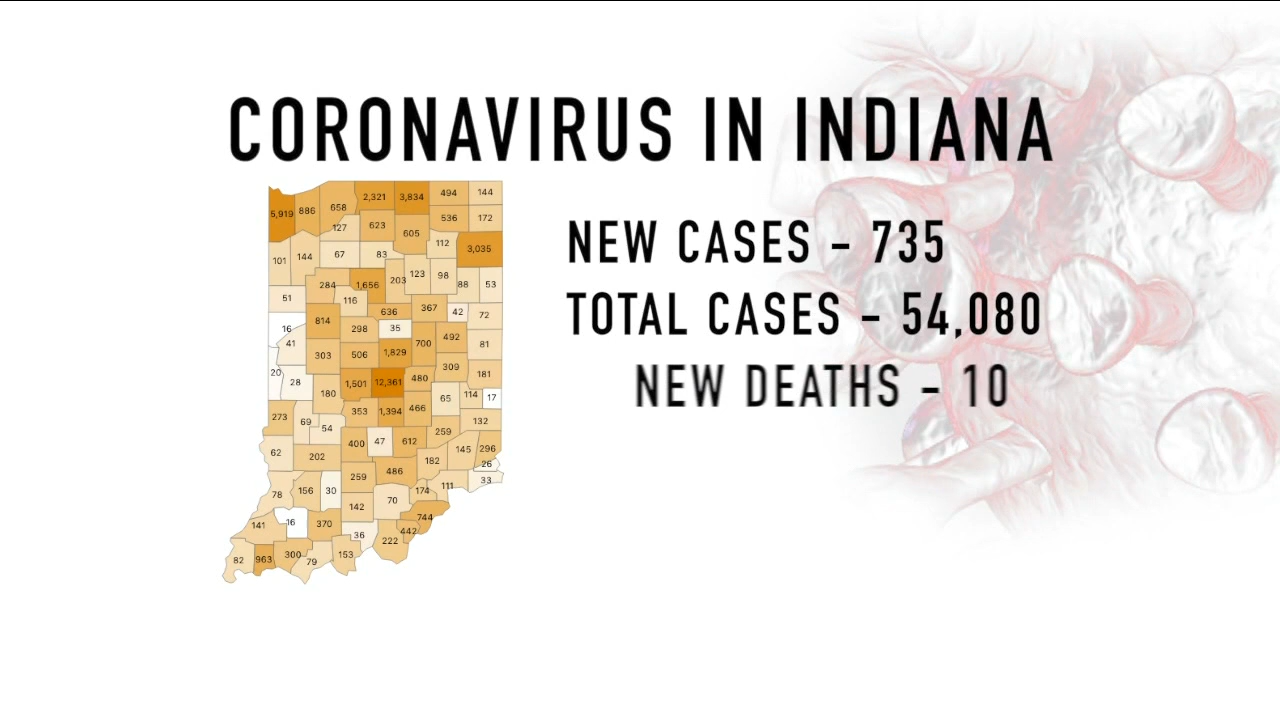 CORONAVIRUS IN INDIANA
5,919 886 658 2,321 3,834 494 144
127 623 605 536 172
101 144 67 83 112 3,035
284 1,656 203 123 98 88 53
51 116 636 367 42 72
16 814 298 35 700 492 81
41 303 506 1,829 309 181
20 28 180 1,501 12,361 480 65 114 17
273 69 54 353 1,394 466 259 132
62 202 400 47 612 182 145 296
26
78 156 30 259 486 174 111 33
141 16 370 142 70 442 744
82 963 300 79 153 36 222
NEW CASES - 735
TOTAL CASES - 54,080
NEW DEATHS - 10